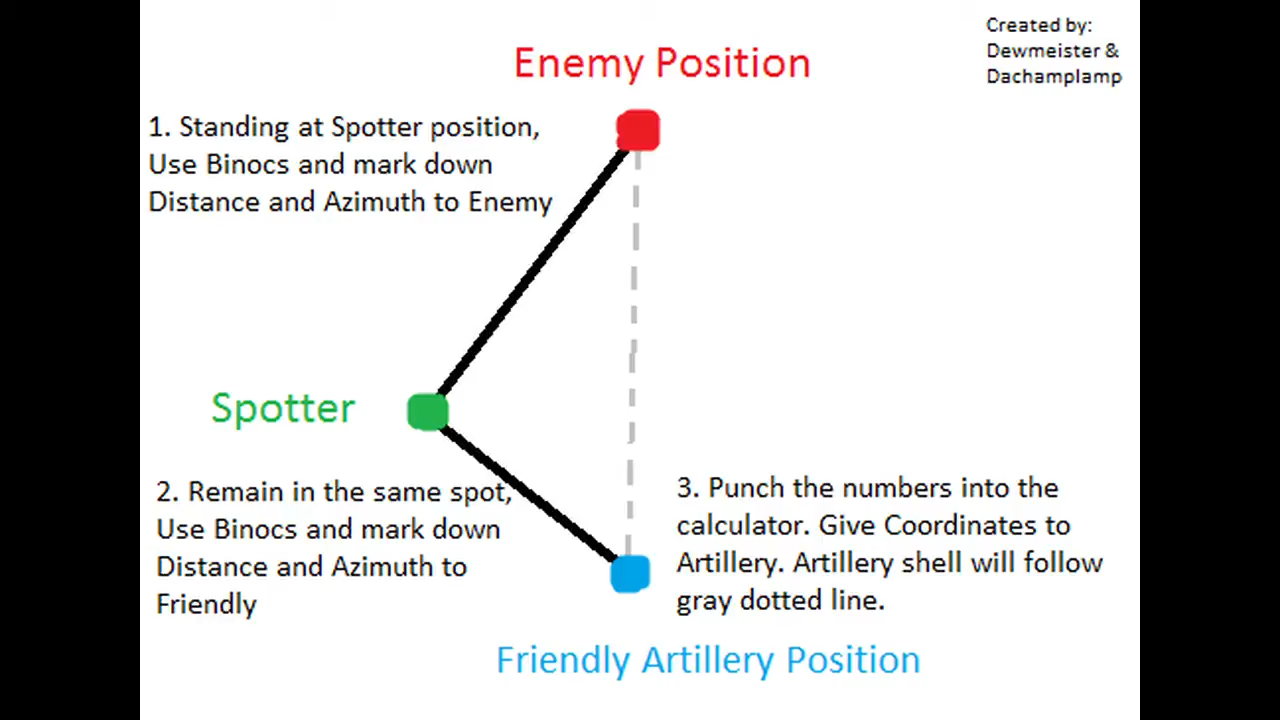 Created by:
Dewmeister &
Dachamplamp
Enemy Position
1. Standing at Spotter position,
Use Binocs and mark down
Distance and Azimuth to Enemy
Spotter
2. Remain in the same spot,
Use Binocs and mark down
Distance and Azimuth to
Friendly
3. Punch the numbers into the
calculator. Give Coordinates to
Artillery. Artillery shell will follow
gray dotted line.
Friendly Artillery Position